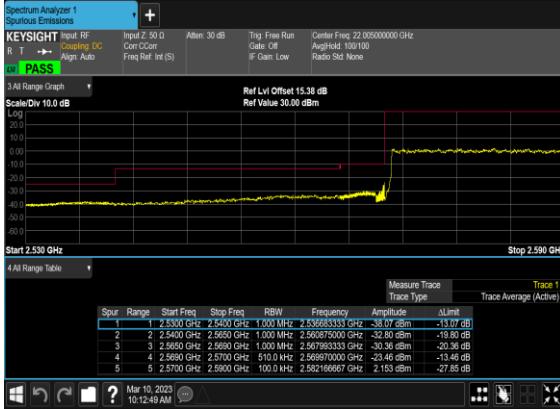 Spectrum Analyzer 1
Spurious Emissions
+
KEYSIGHT Input: RF Input Z: 50 Ω Atten: 30 dB Trig: Free Run Center Freq: 22.005000000 GHz
R T Coupling: DC Corr CCorr Gate: Off Avg|Hold: 100/100
Align: Auto Freq Ref: Int (S) IF Gain: Low Radio Std: None
PASS
3 All Range Graph
Ref Lvl Offset 15.38 dB
Scale/Div 10.0 dB Ref Value 30.00 dBm
Log
20.0
10.0
0.00
-10.0
-20.0
-30.0
-40.0
-50.0
-60.0
Start 2.530 GHz Stop 2.590 GH
4 All Range Table
Measure Trace Trace 1
Trace Type Trace Average (Active)
Spur Range Start Freq Stop Freq RBW Frequency Amplitude ΔLimit
1 1 2.5300 GHz 2.5400 GHz 1.000 MHz 2.536683333 GHz -38.07 dBm -13.07 dB
2 2 2.5400 GHz 2.5650 GHz 1.000 MHz 2.560875000 GHz -32.80 dBm -19.80 dB
3 3 2.5650 GHz 2.5690 GHz 1.000 MHz 2.567993333 GHz -30.36 dBm -20.36 dB
4 4 2.5690 GHz 2.5700 GHz 510.0 kHz 2.569970000 GHz -23.46 dBm -13.46 dB
5 5 2.5700 GHz 2.5900 GHz 100.0 kHz 2.582166667 GHz 2.153 dBm -27.85 dB
?
Mar 10, 2023
10:12:49 AM